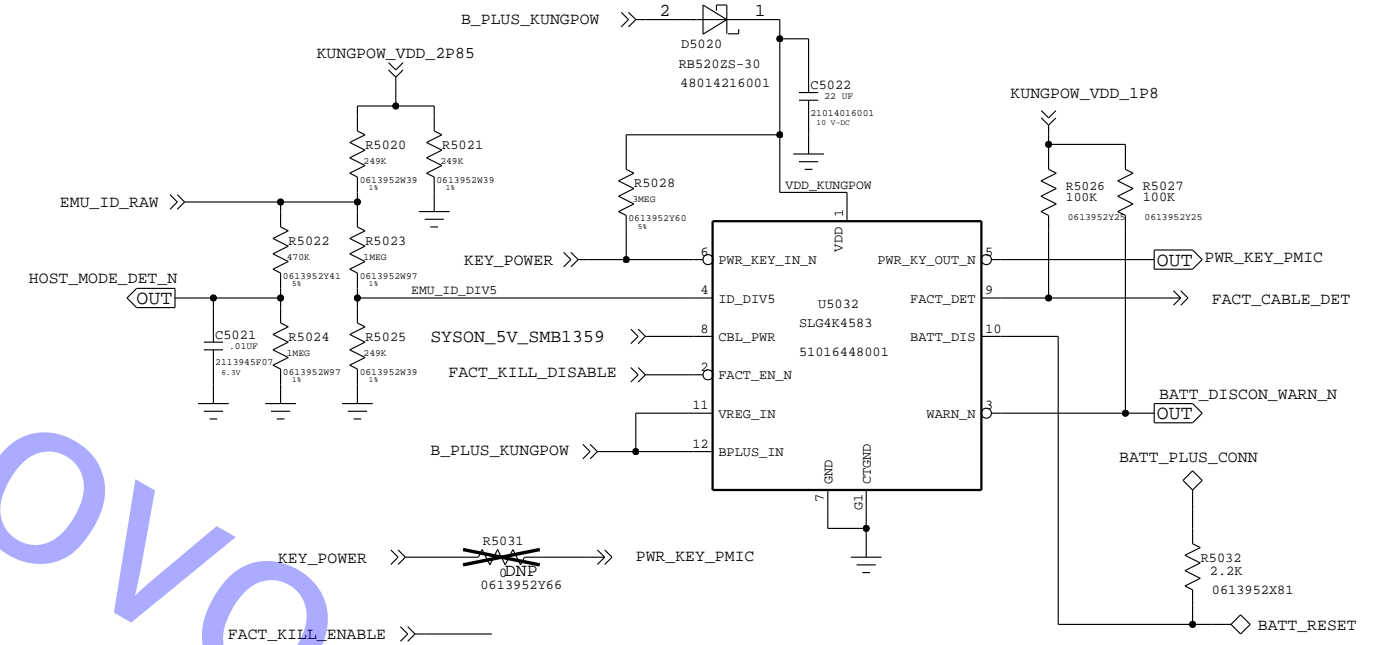 B_PLUS_KUNGPOW
2
1
D5020
RB520ZS-30
48014216001
KUNGPOW_VDD_2P85
C5022
22 UF
21014016001
10 V-DC
KUNGPOW_VDD_1P8
R5020
249K
0613952W39
1%
R5021
249K
0613952W39
1%
R5028
3MEG
0613952Y60
5%
VDD_KUNGPOW
R5026
100K
0613952Y25
R5027
100K
0613952Y25
EMU_ID_RAW
1
VDD
R5022
470K
0613952Y41
5%
R5023
1MEG
0613952W97
1%
KEY_POWER
6
PWR_KEY_IN_N
PWR_KY_OUT_N
5
OUT
PWR_KEY_PMIC
HOST_MODE_DET_N
OUT
EMU_ID_DIV5
4
ID_DIV5
U5032
SLG4K4583
51016448001
FACT_DET
9
FACT_CABLE_DET
C5021
.01UF
2113945F07
6.3V
R5024
1MEG
0613952W97
1%
R5025
249K
0613952W39
1%
SYSON_5V_SMB1359
8
CBL_PWR
BATT_DIS
10
FACT_KILL_DISABLE
2
FACT_EN_N
BATT_DISCON_WARN_N
11
VREG_IN
WARN_N
3
OUT
B_PLUS_KUNGPOW
12
BPLUS_IN
GND
CTGND
7
G1
BATT_PLUS_CONN
OVO
KEY_POWER
R5031
0
DNP
0613952Y66
PWR_KEY_PMIC
R5032
2.2K
0613952X81
FACT_KILL_ENABLE
BATT_RESET